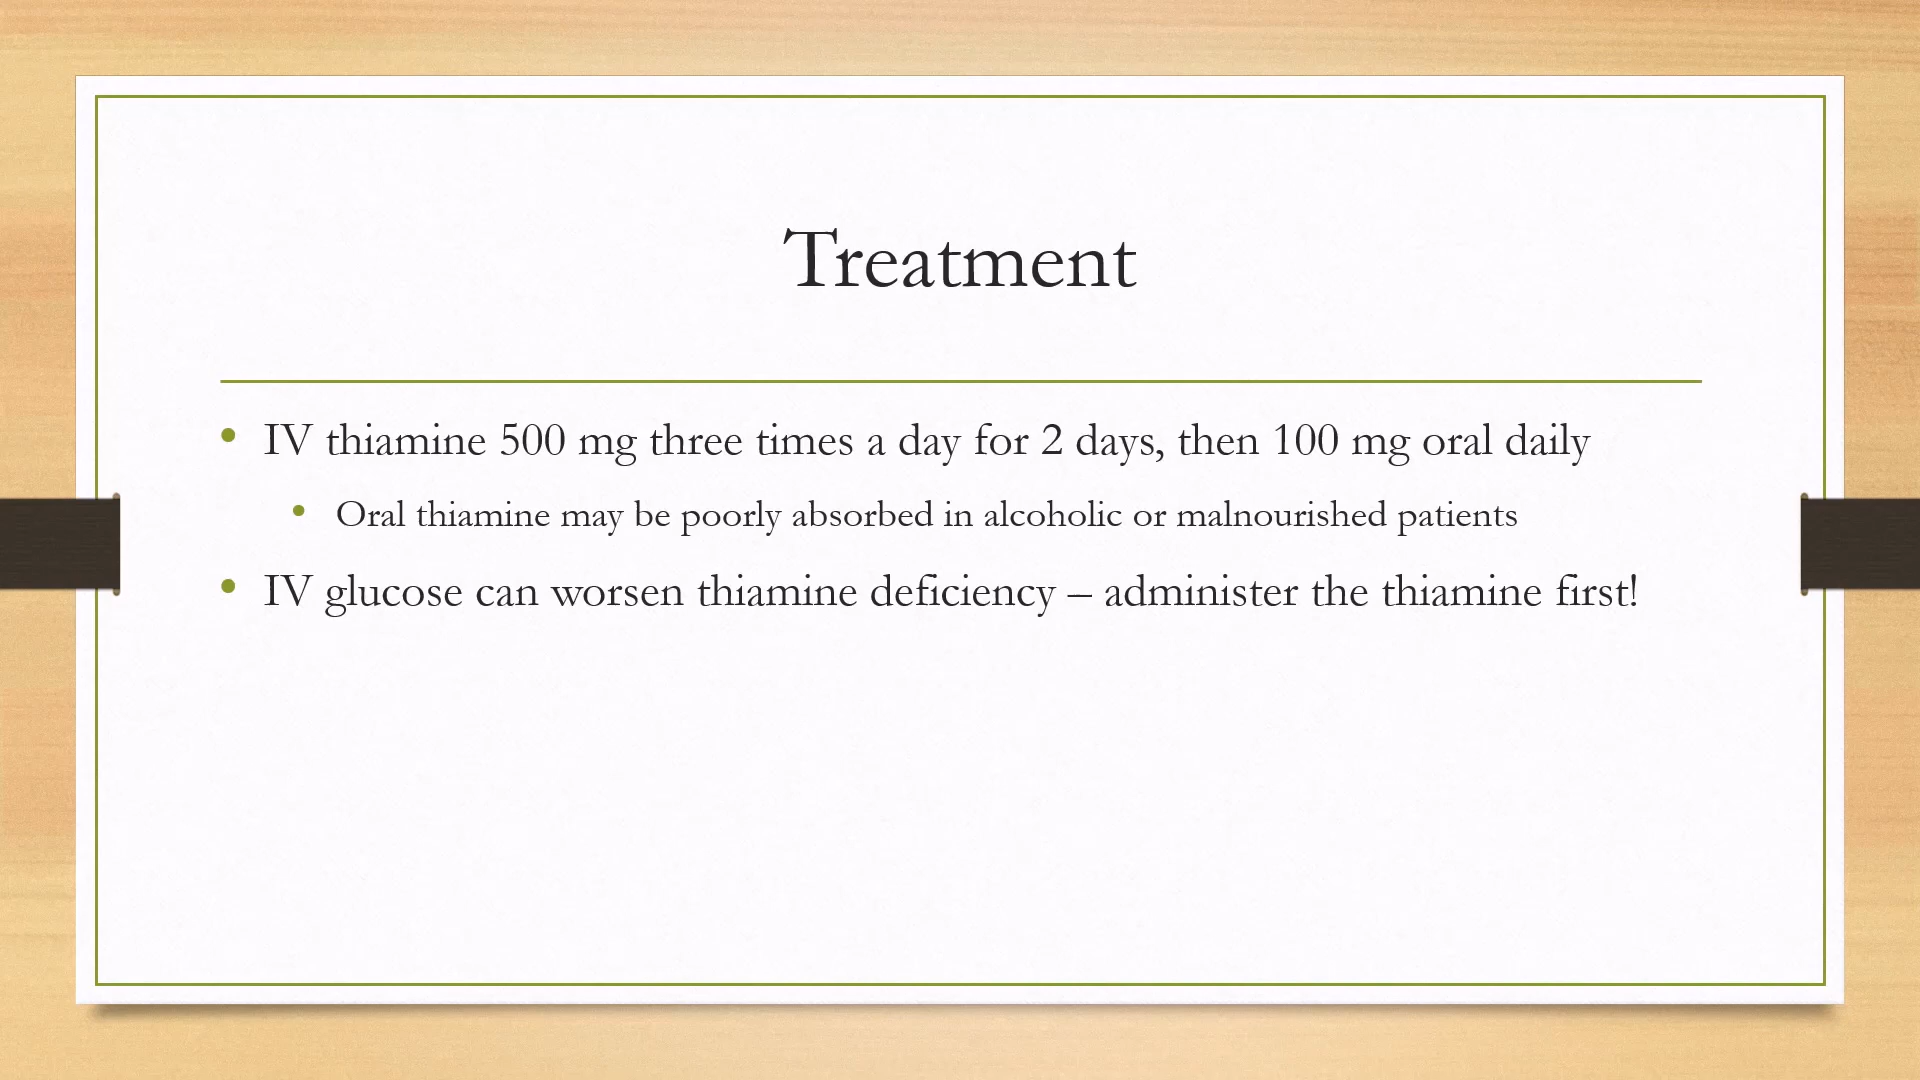 Treatment
• IV thiamine 500 mg three times a day for 2 days, then 100 mg oral daily
• Oral thiamine may be poorly absorbed in alcoholic or malnourished patients
• IV glucose can worsen thiamine deficiency – administer the thiamine first!